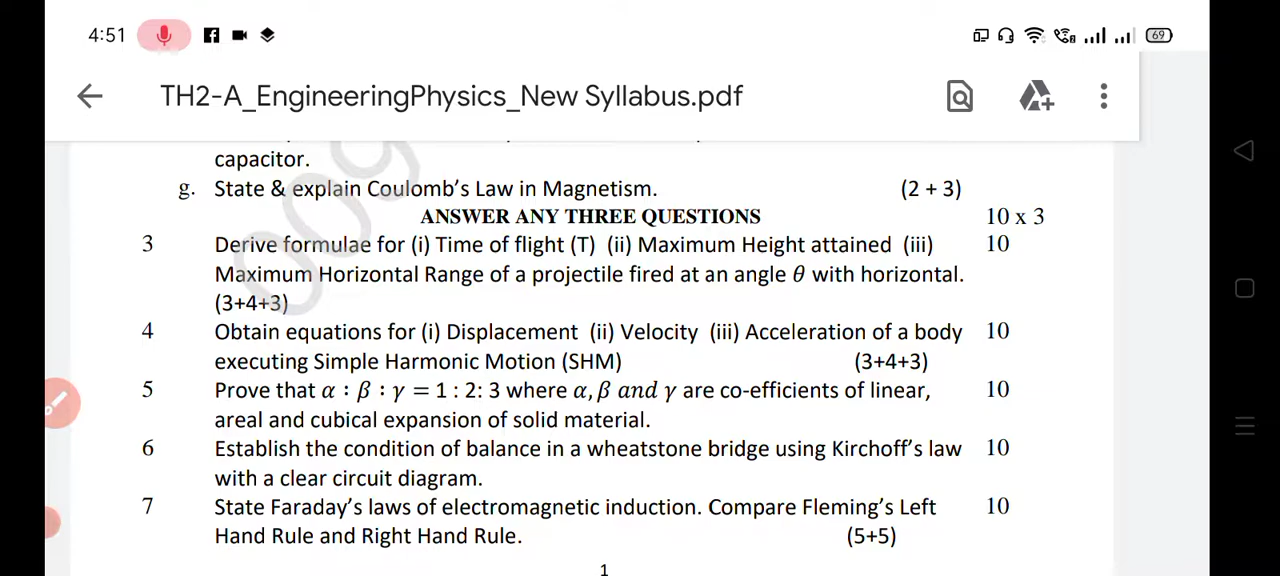 4:51
69
TH2-A_EngineeringPhysics_New Syllabus.pdf
capacitor.
g. State & explain Coulomb's Law in Magnetism. (2 + 3)
ANSWER ANY THREE QUESTIONS 10 x 3
3 Derive formulae for (i) Time of flight (T) (ii) Maximum Height attained (iii) 10
Maximum Horizontal Range of a projectile fired at an angle θ with horizontal.
(3+4+3)
4 Obtain equations for (i) Displacement (ii) Velocity (iii) Acceleration of a body 10
executing Simple Harmonic Motion (SHM) (3+4+3)
5 Prove that α : β : γ = 1 : 2: 3 where α, β and γ are co-efficients of linear, 10
areal and cubical expansion of solid material.
6 Establish the condition of balance in a wheatstone bridge using Kirchoff's law 10
with a clear circuit diagram.
7 State Faraday's laws of electromagnetic induction. Compare Fleming's Left 10
Hand Rule and Right Hand Rule. (5+5)
1